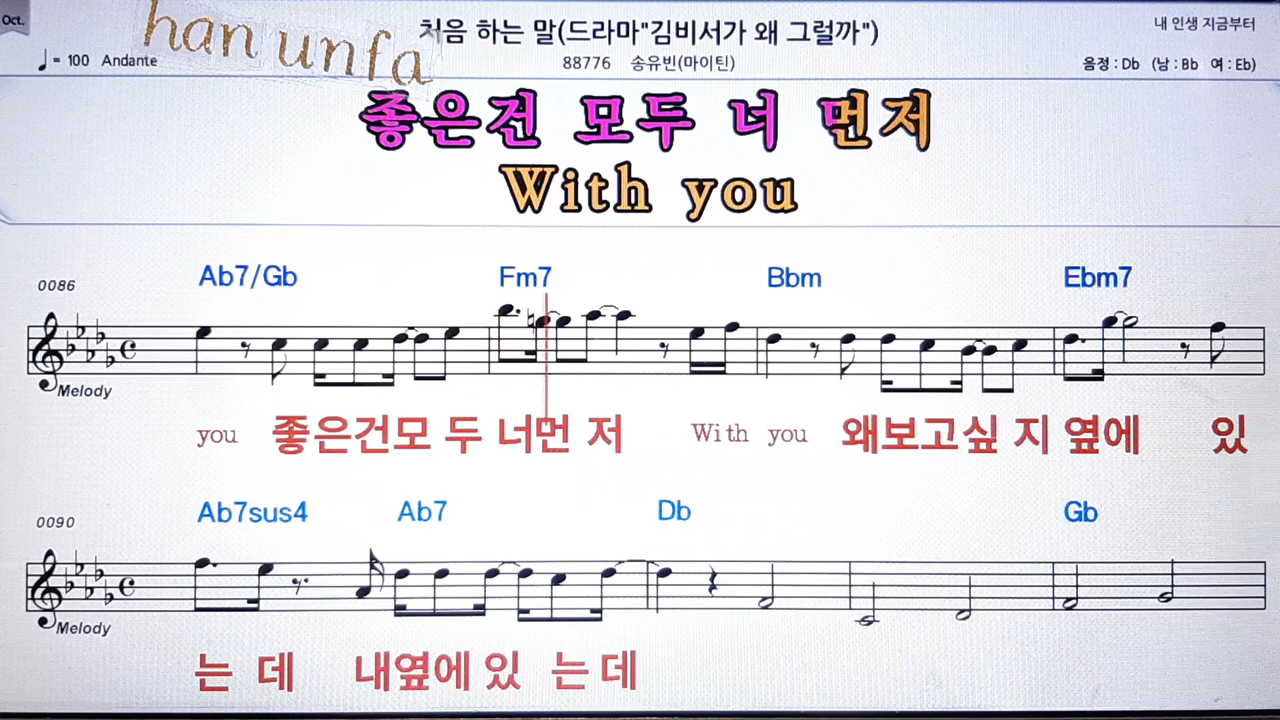 Oct.
han unfa
처음 하는 말(드라마"김비서가 왜 그럴까")
내 인생 지금부터
♩= 100 Andante
88776 송유빈(마이틴)
음정 : Db (남 : Bb 여 : Eb)
좋은건 모두 너 먼저
With you
0086
Ab7/Gb Fm7 Bbm Ebm7
Melody
you 좋은건모 두 너먼 저 With you 왜보고싶 지 옆에 있
0090
Ab7sus4 Ab7 Db Gb
Melody
는 데 내옆에 있 는 데